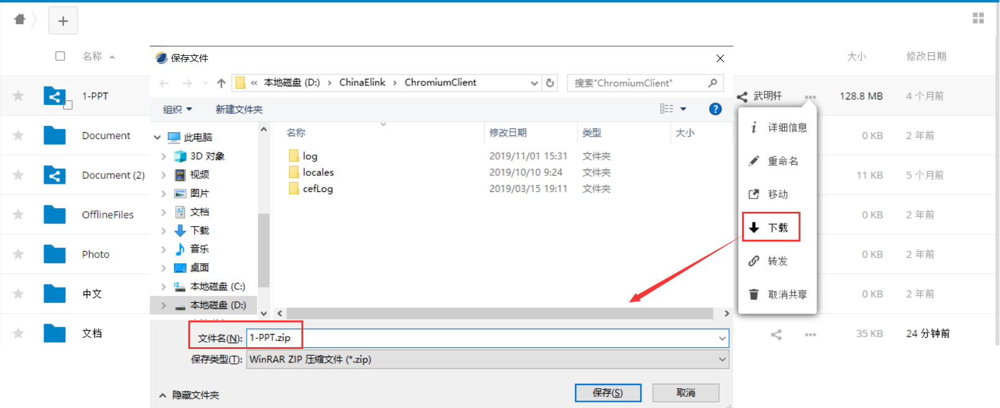 +
名称
大小
修改日期
保存文件
« 本地磁盘 (D:) › ChinaElink › ChromiumClient
搜索"ChromiumClient"
组织
新建文件夹
1-PPT
武明轩
128.8 MB
4 个月前
Document
0 KB
2 年前
Document (2)
11 KB
5 个月前
OfflineFiles
0 KB
2 年前
Photo
0 KB
2 年前
中文
0 KB
2 年前
文档
35 KB
24 分钟前
此电脑
3D 对象
视频
图片
文档
下载
音乐
桌面
本地磁盘 (C:)
本地磁盘 (D:)
名称 修改日期 类型 大小
log 2019/11/01 15:31 文件夹
locales 2019/10/10 9:24 文件夹
cefLog 2019/03/15 19:11 文件夹
详细信息
重命名
移动
下载
转发
取消共享
文件名(N): 1-PPT.zip
保存类型(T): WinRAR ZIP 压缩文件 (*.zip)
隐藏文件夹
保存(S)
取消